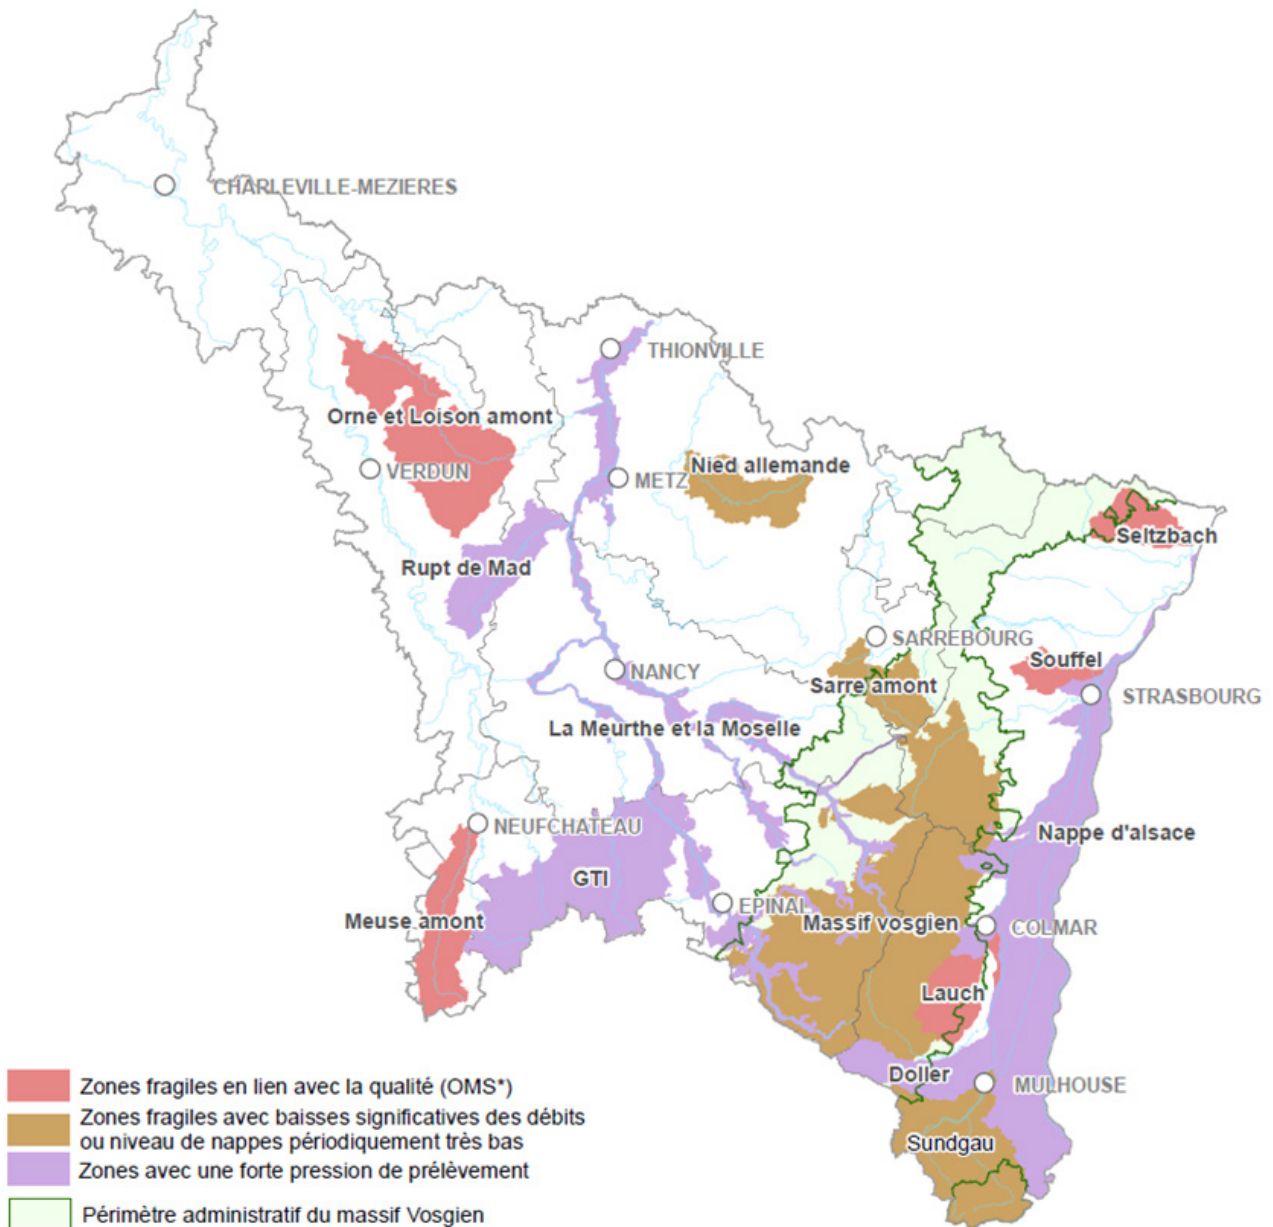 CHARLEVILLE-MEZIERES
THIONVILLE
Orne et Loison amont
Nied allemande
VERDUN
METZ
Seltzbach
Rupt de Mad
SARREBOURG
Souffel
NANCY
Sarre amont
STRASBOURG
La Meurthe et la Moselle
NEUFCHATEAU
Nappe d'alsace
GTI
EPINAL
Meuse amont
Massif vosgien
COLMAR
Lauch
Doller
MULHOUSE
Sundgau
Zones fragiles en lien avec la qualité (OMS*)
Zones fragiles avec baisses significatives des débits
ou niveau de nappes périodiquement très bas
Zones avec une forte pression de prélèvement
Périmètre administratif du massif Vosgien